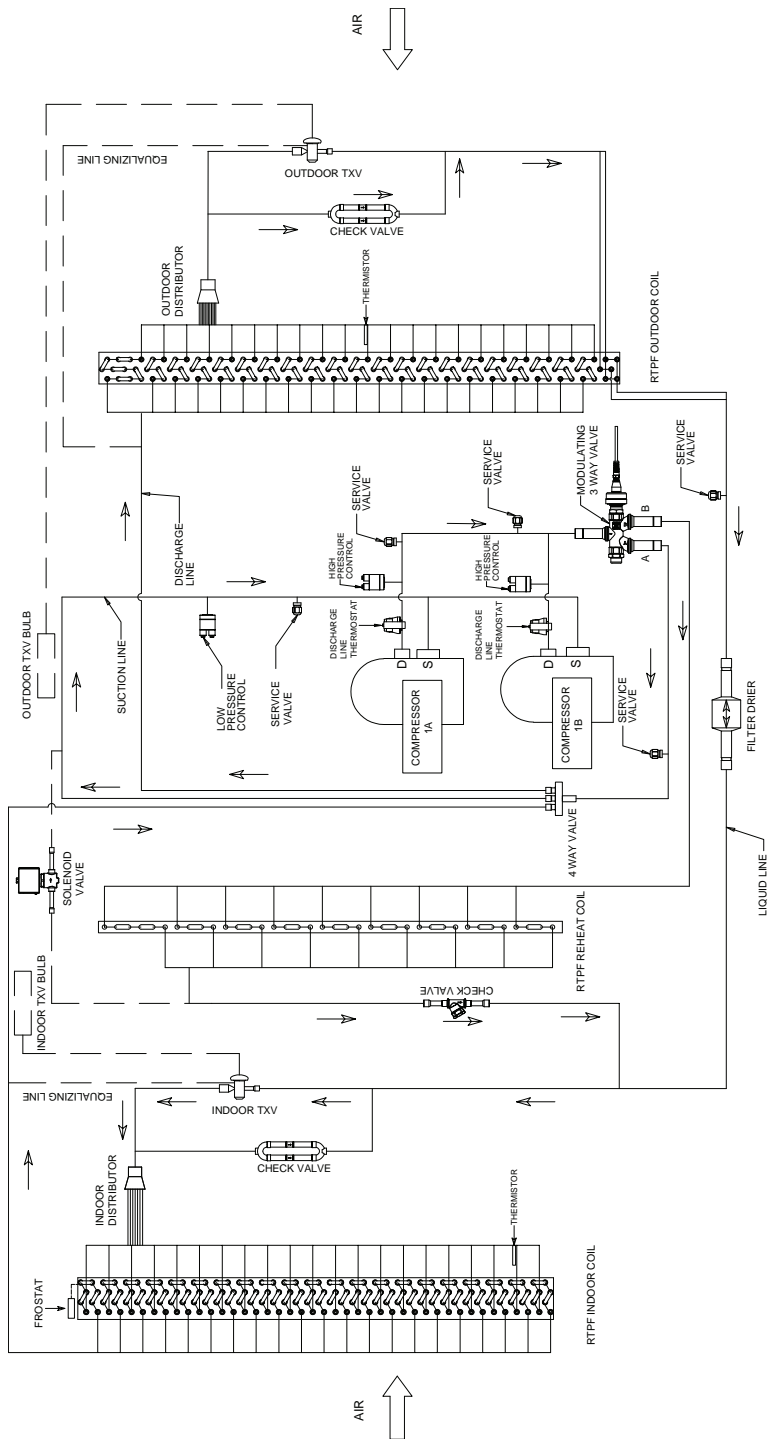 AIR
EQUALIZING LINE
OUTDOOR TXV
CHECK VALVE
OUTDOOR
DISTRIBUTOR
THERMISTOR
RTPF OUTDOOR COIL
OUTDOOR TXV BULB
SUCTION LINE
DISCHARGE
LINE
LOW
PRESSURE
CONTROL
SERVICE
VALVE
HIGH
PRESSURE
CONTROL
SERVICE
VALVE
SERVICE
VALVE
DISCHARGE
LINE
THERMOSTAT
D
S
COMPRESSOR
1A
HIGH
PRESSURE
CONTROL
DISCHARGE
LINE
THERMOSTAT
D
S
COMPRESSOR
1B
MODULATING
3 WAY VALVE
A
B
SERVICE
VALVE
SERVICE
VALVE
FILTER DRIER
LIQUID LINE
4 WAY VALVE
SOLENOID
VALVE
RTPF REHEAT COIL
INDOOR TXV BULB
CHECK VALVE
EQUALIZING LINE
INDOOR TXV
CHECK VALVE
INDOOR
DISTRIBUTOR
THERMISTOR
FROSTAT
RTPF INDOOR COIL
AIR